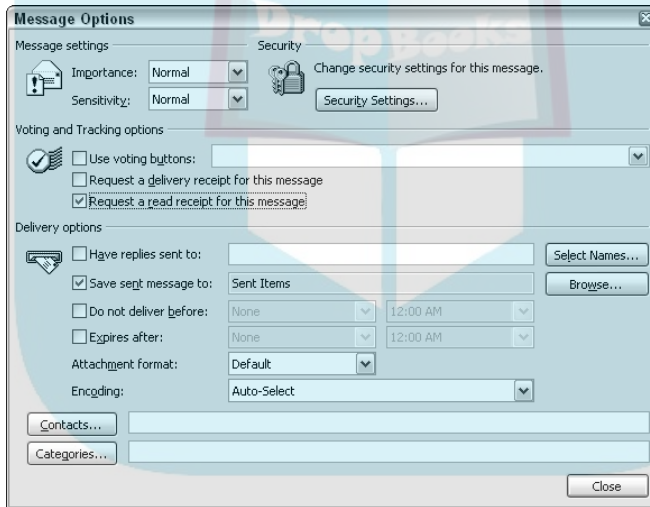 Message Options
Message settings
Security
Importance: Normal
Change security settings for this message.
Sensitivity: Normal
Security Settings...
Voting and Tracking options
Use voting buttons:
Request a delivery receipt for this message
Request a read receipt for this message
Delivery options
Have replies sent to:
Select Names...
Save sent message to: Sent Items
Browse...
Do not deliver before: None 12:00 AM
Expires after: None 12:00 AM
Attachment format: Default
Encoding: Auto-Select
Contacts...
Categories...
Close
DropBooks